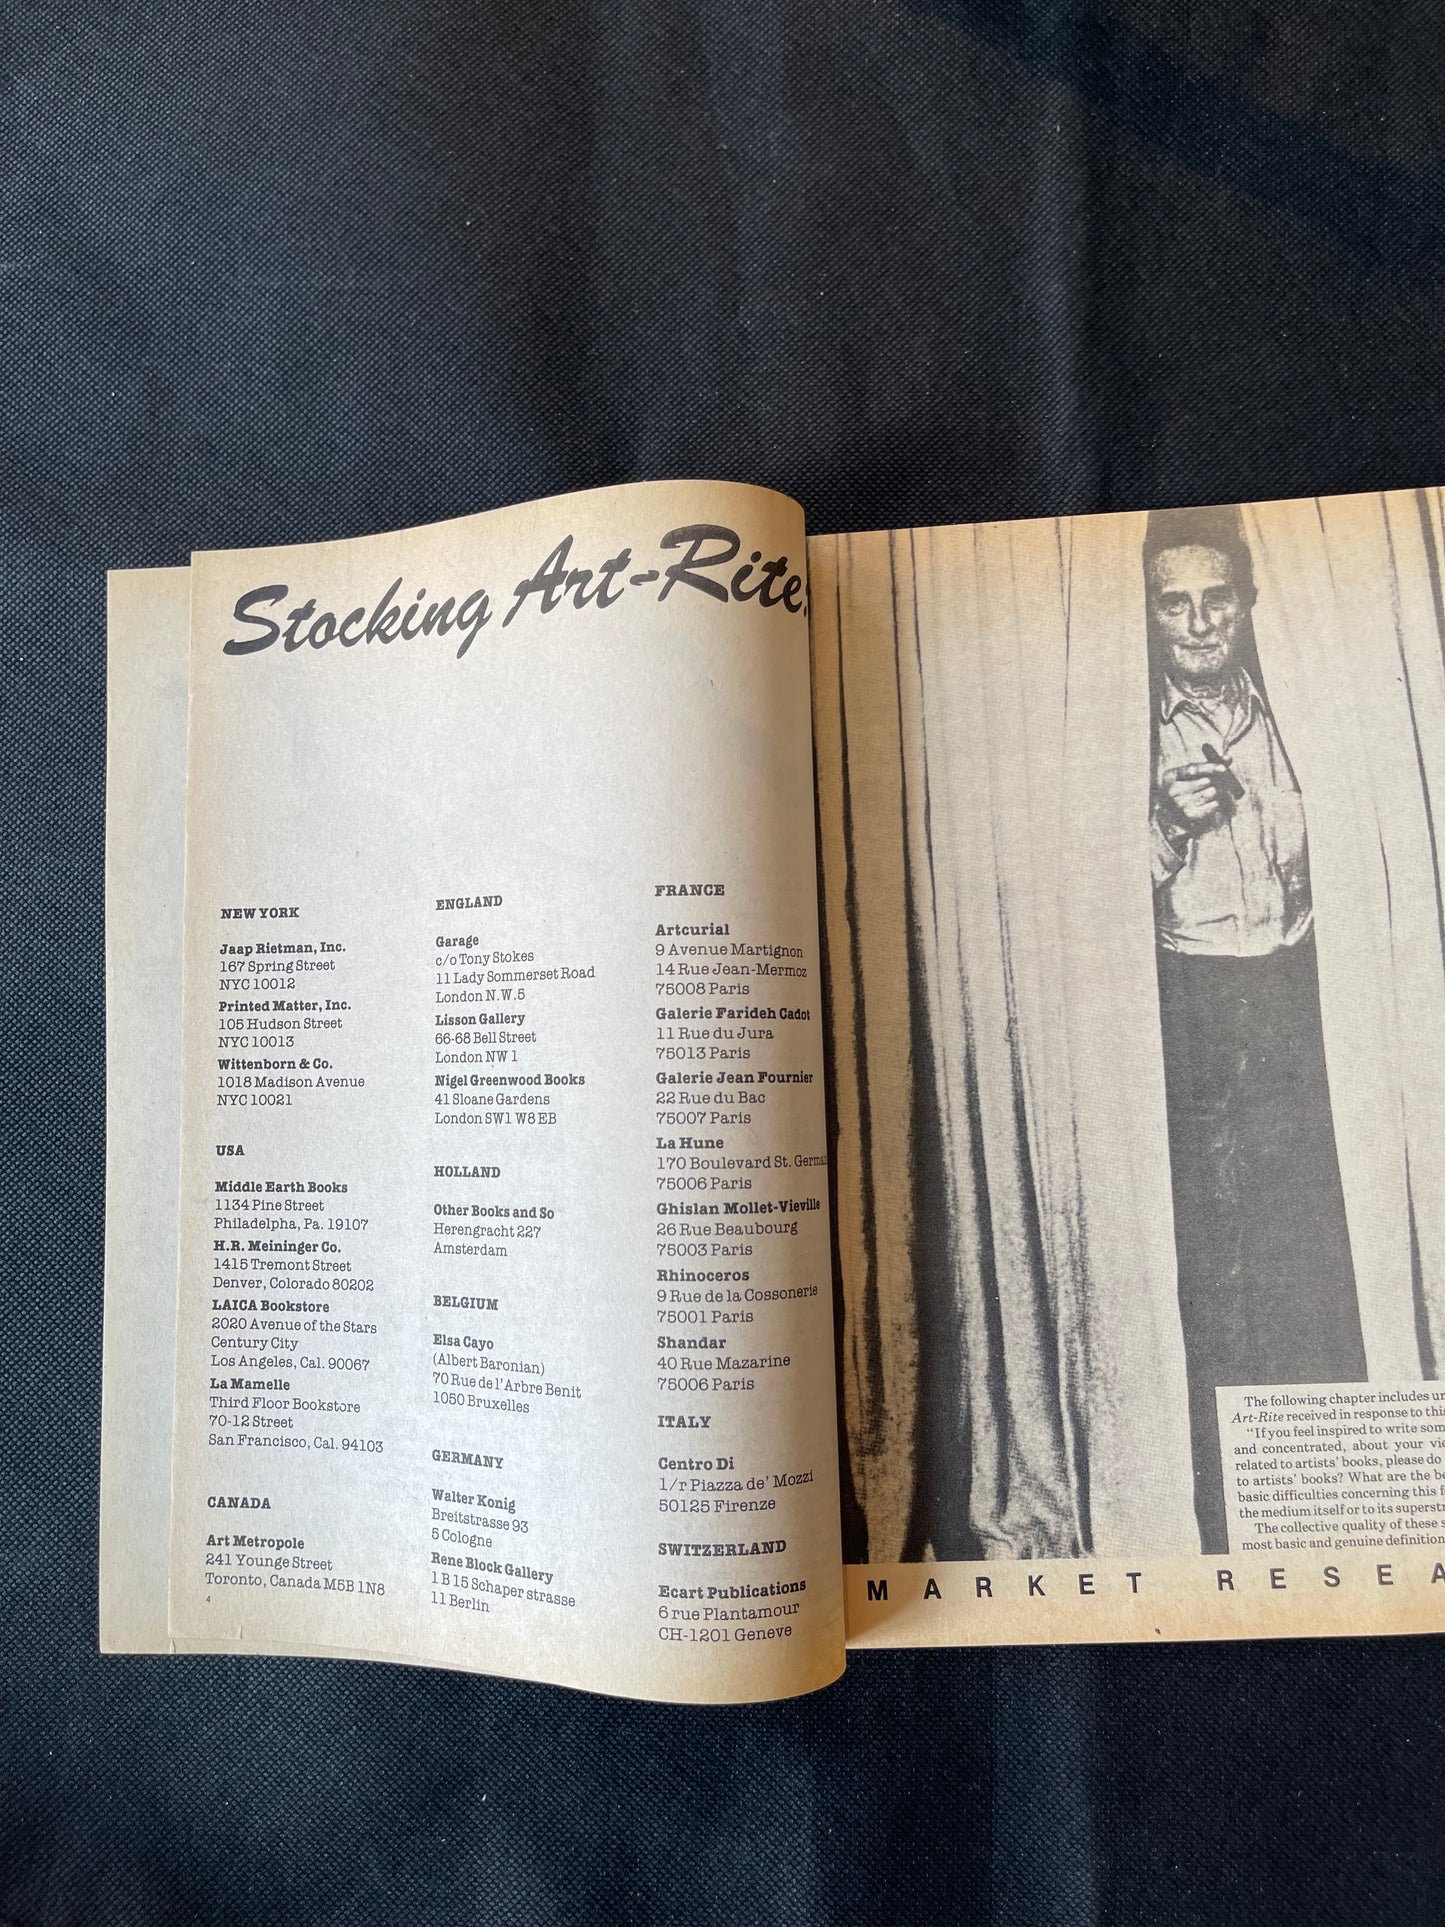 Stocking Art-Rite:
NEW YORK
Jaap Rietman, Inc.
167 Spring Street
NYC 10012
Printed Matter, Inc.
105 Hudson Street
NYC 10013
Wittenborn & Co.
1018 Madison Avenue
NYC 10021
USA
Middle Earth Books
1134 Pine Street
Philadelpha, Pa. 19107
H.R. Meininger Co.
1415 Tremont Street
Denver, Colorado 80202
LAICA Bookstore
2020 Avenue of the Stars
Century City
Los Angeles, Cal. 90067
La Mamelle
Third Floor Bookstore
70-12 Street
San Francisco, Cal. 94103
CANADA
Art Metropole
241 Younge Street
Toronto, Canada M5B 1N8
4
ENGLAND
Garage
c/o Tony Stokes
11 Lady Sommerset Road
London N.W.5
Lisson Gallery
66-68 Bell Street
London NW 1
Nigel Greenwood Books
41 Sloane Gardens
London SW1 W8 EB
HOLLAND
Other Books and So
Herengracht 227
Amsterdam
BELGIUM
Elsa Cayo
(Albert Baronian)
70 Rue de l'Arbre Benit
1050 Bruxelles
GERMANY
Walter Konig
Breitstrasse 93
5 Cologne
Rene Block Gallery
1 B 15 Schaper strasse
11 Berlin
FRANCE
Artcurial
9 Avenue Martignon
14 Rue Jean-Mermoz
75008 Paris
Galerie Farideh Cadot
11 Rue du Jura
75013 Paris
Galerie Jean Fournier
22 Rue du Bac
75007 Paris
La Hune
170 Boulevard St. Germai
75006 Paris
Ghislan Mollet-Vieville
26 Rue Beaubourg
75003 Paris
Rhinoceros
9 Rue de la Cossonerie
75001 Paris
Shandar
40 Rue Mazarine
75006 Paris
ITALY
Centro Di
1/r Piazza de' Mozzi
50125 Firenze
SWITZERLAND
Ecart Publications
6 rue Plantamour
CH-1201 Geneve
The following chapter includes
Art-Rite received in response to this
"If you feel inspired to write
and concentrated, about your
related to artists' books, please do
to artists' books? What are the
basic difficulties concerning this
the medium itself or to its
The collective quality of these
most basic and genuine definition
MARKET RESEA